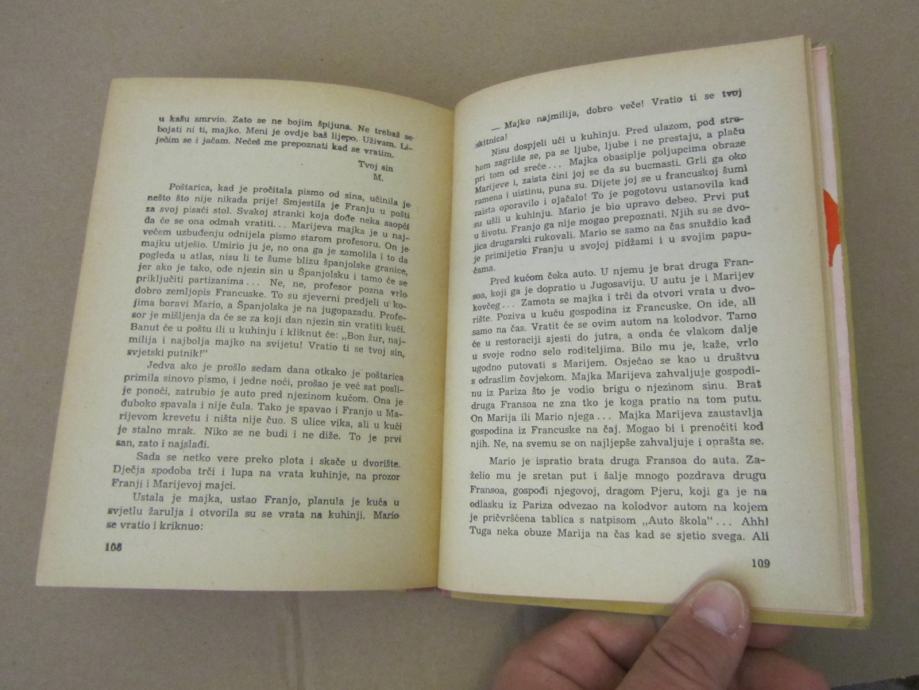 u kašu smrvio. Zato se ne bojim špijuna. Ne trebaš se
bojati ni ti, majko. Meni je ovdje baš lijepo. Uživam. Li-
ječim se i jačam. Nećeš me prepoznati kad se vratim.
Tvoj sin
M.
Poštarica, kad je pročitala pismo od sina, učinila je
nešto što nije nikada prije! Smjestila je Franju u pošti
za svoj pisaći stol. Svakoj stranki koja dođe neka saopći
da će se ona odmah vratiti... Marijeva majka je u naj-
većem uzbuđenju odnijela pismo starom profesoru. On je
majku utješio. Umirio ju je, no ona ga je zamolila i to da
pogleda u atlas, nisu li te šume blizu španjolske granice,
jer ako je tako, ode njezin sin u Španjolsku i tamo će se
priključiti partizanima... Ne, ne, profesor pozna vrlo
dobro zemljopis Francuske. To su sjeverni predjeli u ko-
jima boravi Mario, a Španjolska je na jugopazadu. Profe-
sor je mišljenja da će se za koji dan njezin sin vratiti kući.
Banut će u poštu ili u kuhinju i kliknut će: „Bon žur, naj-
milija i najbolja majko na svijetu! Vratio ti se tvoj sin,
svjetski putnik!"
Jedva ako je prošlo sedam dana otkako je poštarica
primila sinovo pismo, i jedne noći, prošao je već sat posli-
je ponoći, zatrubio je auto pred njezinom kućom. Ona je
duboko spavala i nije čula. Tako je spavao i Franjo u Ma-
rijevom krevetu i ništa nije čuo. S ulice vika, ali u kući
je stalno mrak. Niko se ne budi i ne diže. To je prvi
san, zato i najslađi.
Sada se netko vere preko plota i skače u dvorište.
Dječja spodoba trči i lupa na vrata kuhinje, na prozor
Franji i Marijevoj majci.
Ustala je majka, ustao Franjo, planula je kuća u
svjetlu žarulja i otvorila su se vrata na kuhinji. Mario
se vratio i kriknuo:
108
— Majko najmilija, dobro veče! Vratio ti se tvoj
skitnica!
Nisu dospjeli ući u kuhinju. Pred ulazom, pod stre-
hom zagrliše se, pa se ljube, ljube i ne prestaju, a plaču
pri tom od sreće... Majka obasiplje poljupcima obraze
Marijeve i, zaista čini joj se da su bucmasti. Grli ga oko
ramena i uistinu, puna su. Dijete joj se u francuskoj šumi
zaista oporavilo i ojačalo! To je pogotovu ustanovila kad
su ušli u kuhinju. Mario je bio upravo debeo. Prvi put
u životu. Franjo ga nije mogao prepoznati. Njih su se dvo-
jica drugarski rukovali. Mario se samo na čas snuždio kad
je primijetio Franju u svojoj pidžami i u svojim papu-
čama.
Pred kućom čeka auto. U njemu je brat druga Fran-
soa, koji ga je dopratio u Jugosaviju. U autu je i Marijev
kovčeg... Zamota se majka i trči da otvori vrata u dvo-
rište. Poziva u kuću gospodina iz Francuske. On ide, ali
samo na čas. Vratit će se ovim autom na kolodvor. Tamo
će u restoraciji sjesti do jutra, a onda će vlakom dalje
u svoje rodno selo roditeljima. Bilo mu je, kaže, vrlo
ugodno putovati s Marijem. Osjećao se kao u društvu
s odraslim čovjekom. Majka Marijeva zahvaljuje gospodi-
nu iz Pariza što je vodio brigu o njezinom sinu. Brat
druga Fransoa ne zna tko je koga pratio na tom putu.
On Marija ili Mario njega... Majka Marijeva zaustavlja
gospodina iz Francuske na čaj. Mogao bi i prenoćiti kod
njih. Ne, na svemu se on najljepše zahvaljuje i oprašta se.
Mario je ispratio brata druga Fransoa do auta. Za-
želio mu je sretan put i šalje mnogo pozdrava drugu
Fransoa, gospođi njegovoj, dragom Pjeru, koji ga je na
odlasku iz Pariza odvezao na kolodvor autom na kojem
je pričvršćena tablica s natpisom „Auto škola"... Ahh!
Tuga neka obuze Marija na čas kad se sjetio svega. Ali
109